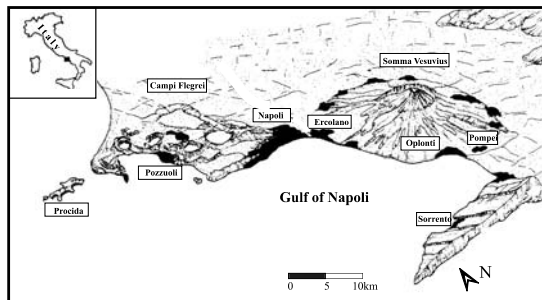 Italy
Somma Vesuvius
Campi Flegrei
Napoli
Ercolano
Pompei
Oplonti
Pozzuoli
Procida
Gulf of Napoli
Sorrento
N
0 5 10km